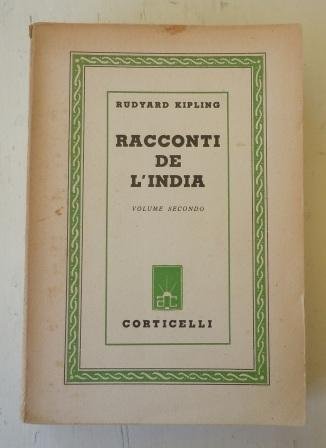 RUDYARD KIPLING
RACCONTI
DE
L'INDIA
VOLUME SECONDO
CORTICELLI